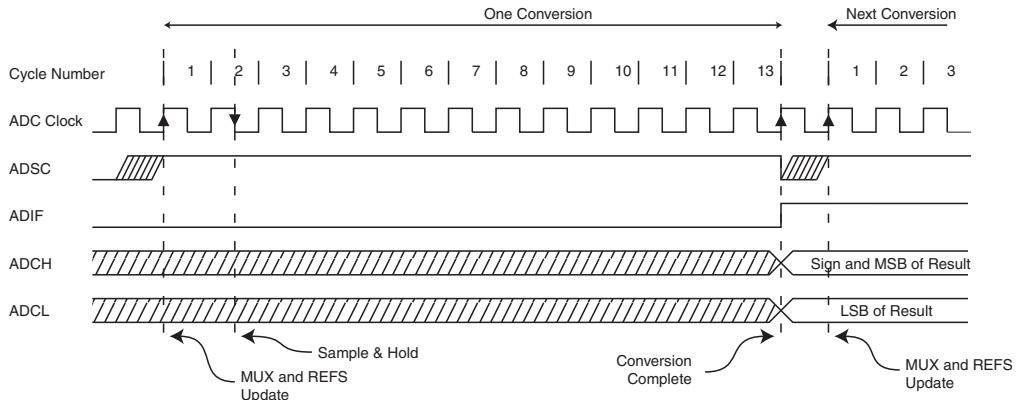 One Conversion
Next Conversion
Cycle Number 1 2 3 4 5 6 7 8 9 10 11 12 13 1 2 3
ADC Clock
ADSC
ADIF
ADCH Sign and MSB of Result
ADCL LSB of Result
Sample & Hold
MUX and REFS
Update
Conversion
Complete
MUX and REFS
Update